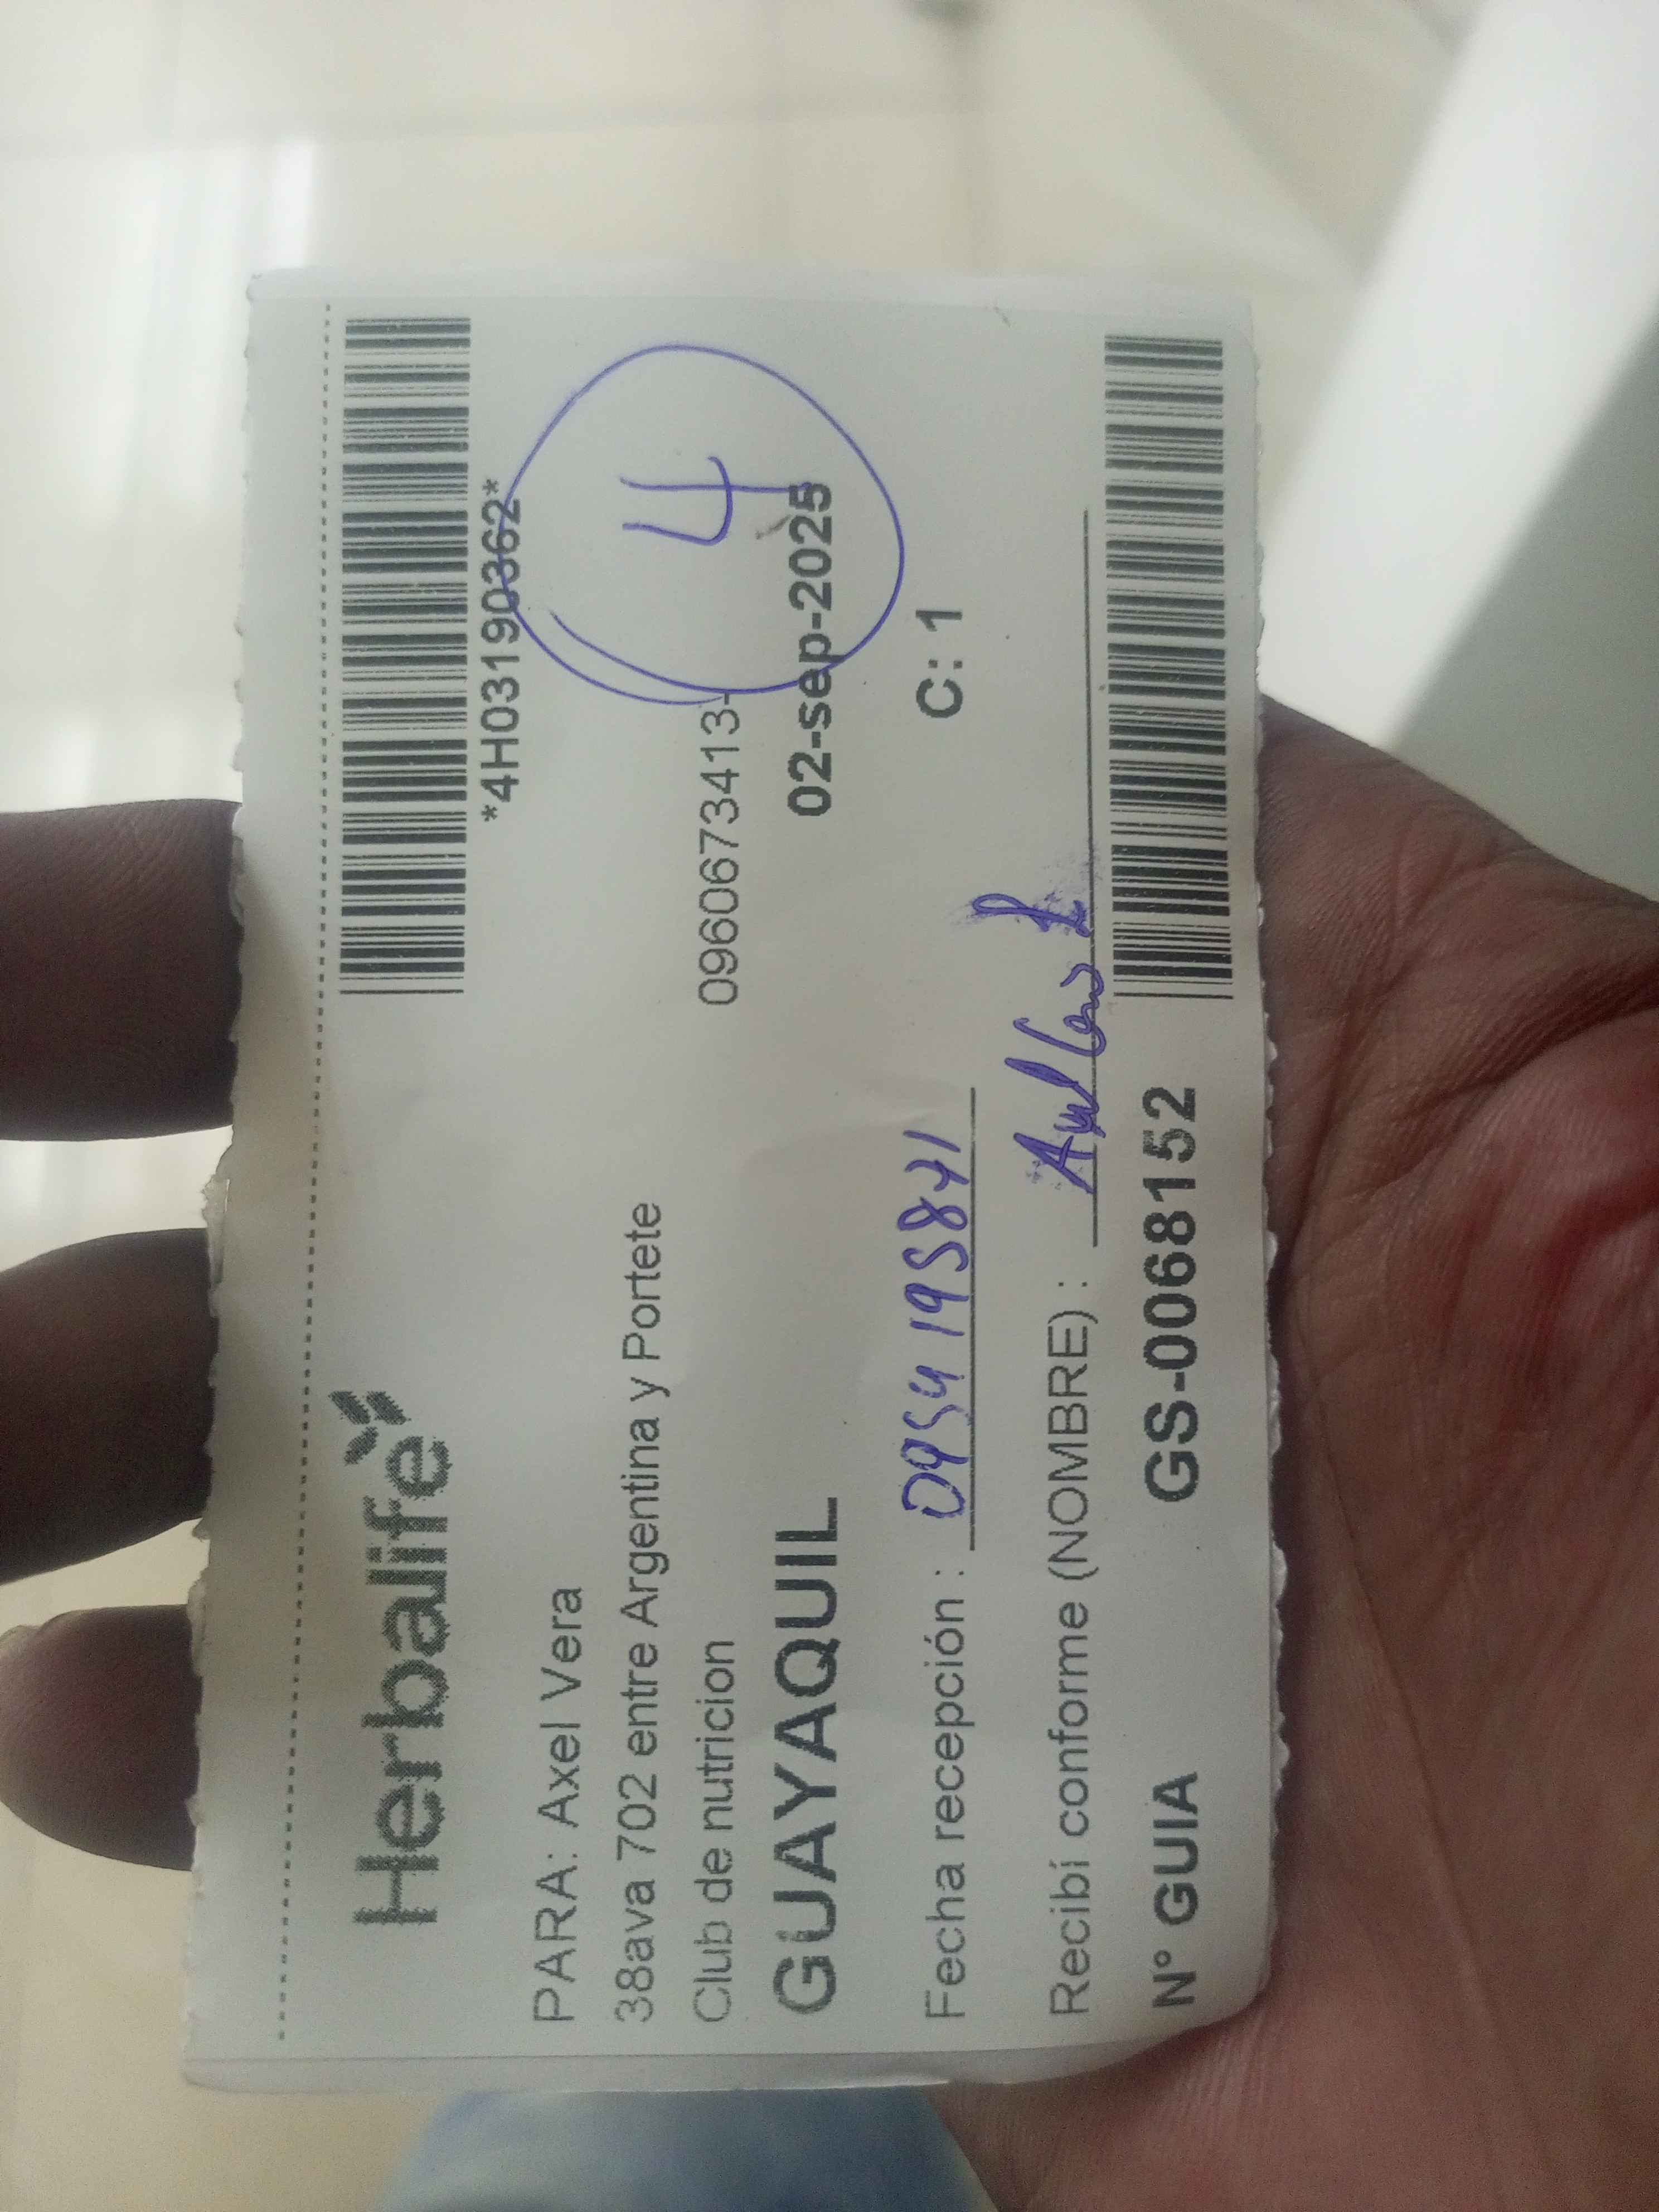 Herbalife
*4H03190362*
PARA: Axel Vera
38ava 702 entre Argentina y Portete
4
Club de nutricion 0960673413-
GUAYAQUIL 02-sep-2025
Fecha recepción : C: 1
Recibí conforme (NOMBRE) :
N° GUIA GS-0068152